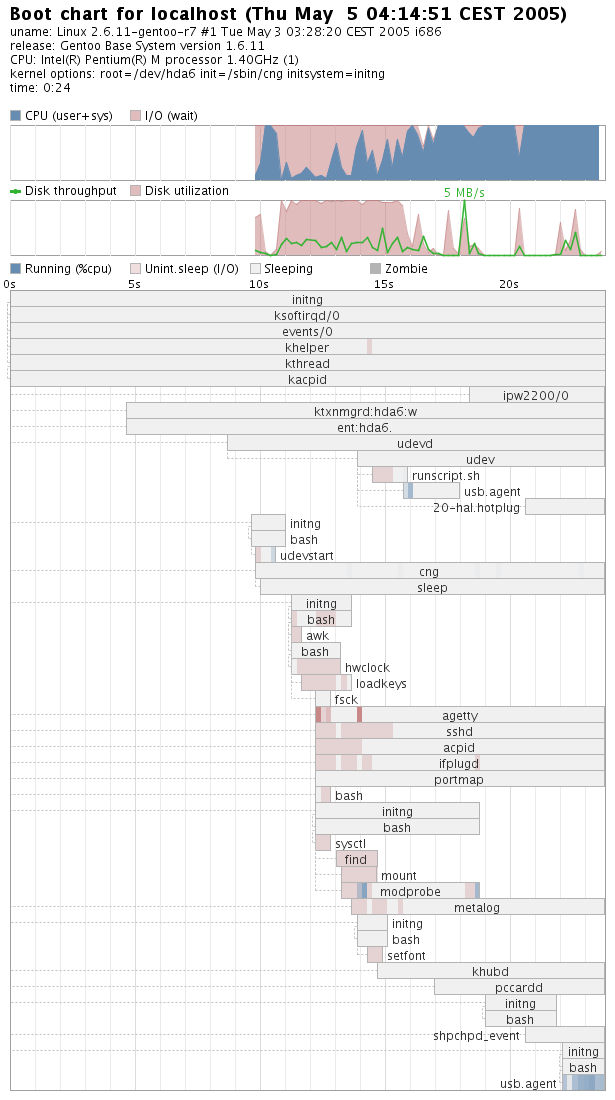 Boot chart for localhost (Thu May  5 04:14:51 CEST 2005)
uname: Linux 2.6.11-gentoo-r7 #1 Tue May 3 03:28:20 CEST 2005 i686
release: Gentoo Base System version 1.6.11
CPU: Intel(R) Pentium(R) M processor 1.40GHz (1)
kernel options: root=/dev/hda6 init=/sbin/cng initsystem=initng
time: 0:24
CPU (user+sys) I/O (wait)
Disk throughput Disk utilization 5 MB/s
Running (%cpu) Unint.sleep (I/O) Sleeping Zombie
0s 5s 10s 15s 20s
initng
ksoftirqd/0
events/0
khelper
kthread
kacpid
ipw2200/0
ktxnmgrd:hda6:w
ent:hda6.
udevd
udev
runscript.sh
usb.agent
20-hal.hotplug
initng
bash
udevstart
cng
sleep
initng
bash
awk
bash
hwclock
loadkeys
fsck
agetty
sshd
acpid
ifplugd
portmap
bash
initng
bash
sysctl
find
mount
modprobe
metalog
initng
bash
setfont
khubd
pccardd
initng
bash
shpchpd_event
initng
bash
usb.agent